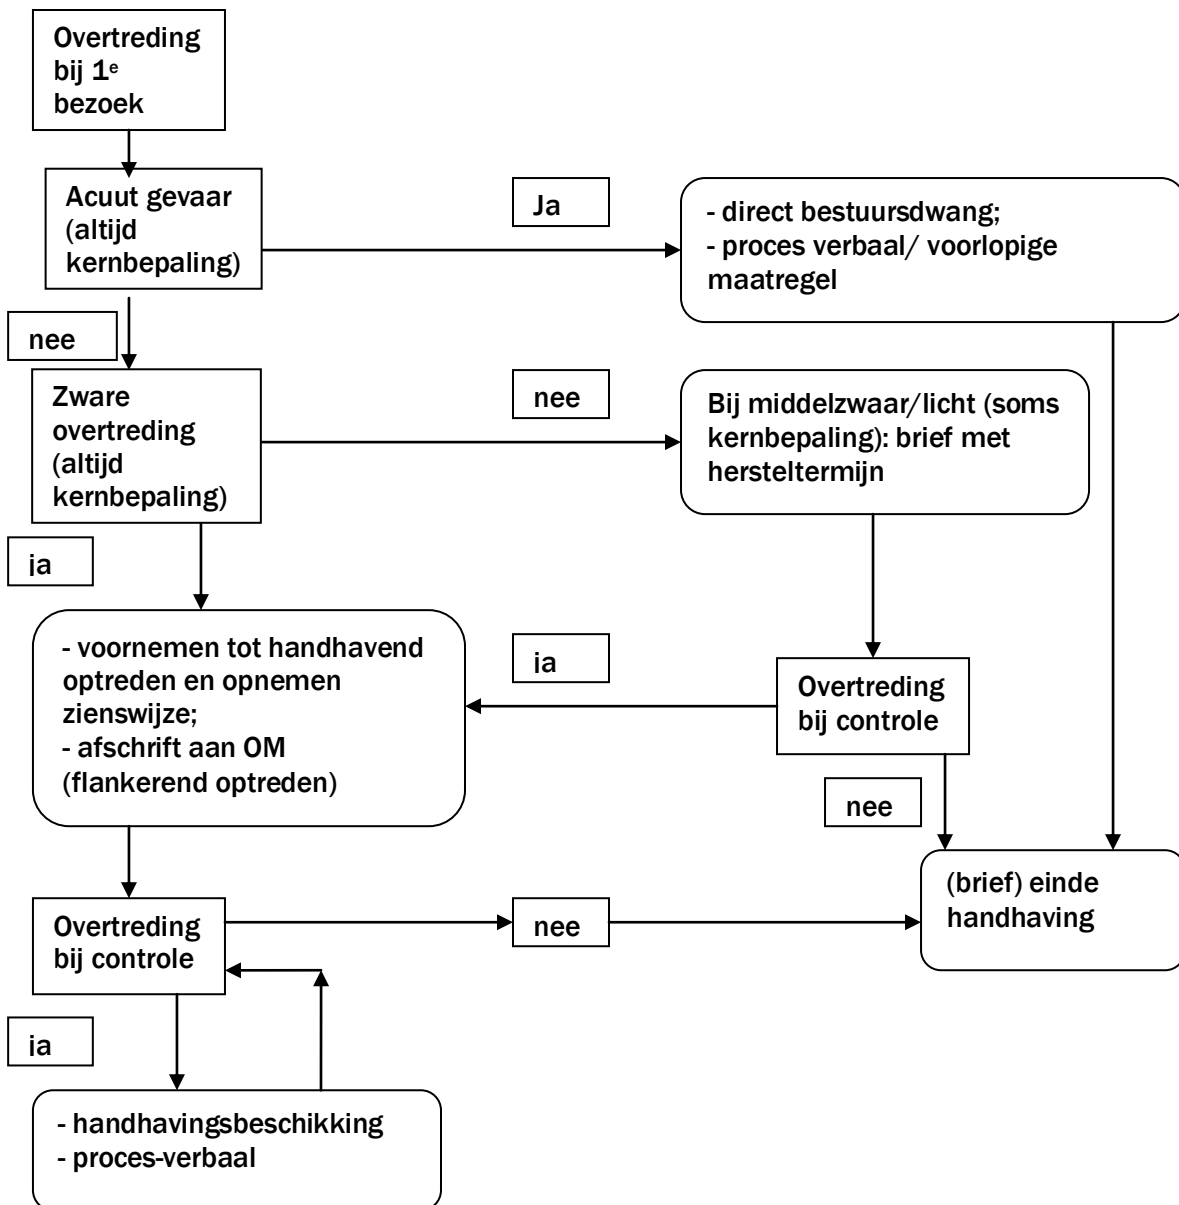 Overtreding
bij 1e
bezoek
Acuut gevaar
(altijd
kernbepaling)
Ja
- direct bestuursdwang;
- proces verbaal/ voorlopige
maatregel
nee
Zware
overtreding
(altijd
kernbepaling)
nee
Bij middelzwaar/licht (soms
kernbepaling): brief met
hersteltermijn
ja
- voornemen tot handhavend
optreden en opnemen
zienswijze;
- afschrift aan OM
(flankerend optreden)
ja
Overtreding
bij controle
nee
(brief) einde
handhaving
Overtreding
bij controle
nee
ja
- handhavingsbeschikking
- proces-verbaal